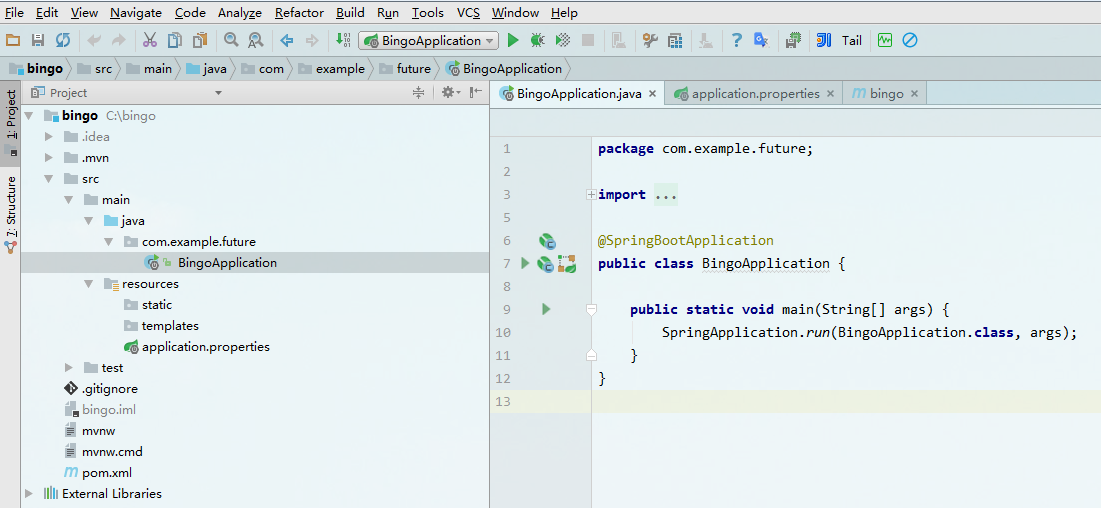 File Edit View Navigate Code Analyze Refactor Build Run Tools VCS Window Help
BingoApplication Tail
bingo src main java com example future BingoApplication
Project
BingoApplication.java application.properties bingo
1: Project
7: Structure
bingo C:\bingo
.idea
.mvn
src
main
java
com.example.future
BingoApplication
resources
static
templates
application.properties
test
.gitignore
bingo.iml
mvnw
mvnw.cmd
pom.xml
External Libraries
1 package com.example.future;
2
3 import ...
5
6 @SpringBootApplication
7 public class BingoApplication {
8
9 public static void main(String[] args) {
10 SpringApplication.run(BingoApplication.class, args);
11 }
12 }
13